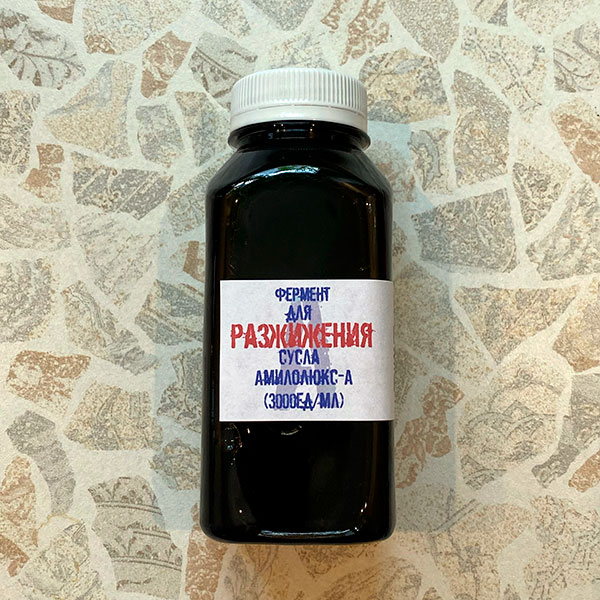 ФЕРМЕНТ
ДЛЯ
РАЗЖИЖЕНИЯ
СУСЛА
АМИЛОЛЮКС-А
(3000ЕД/МЛ)
А